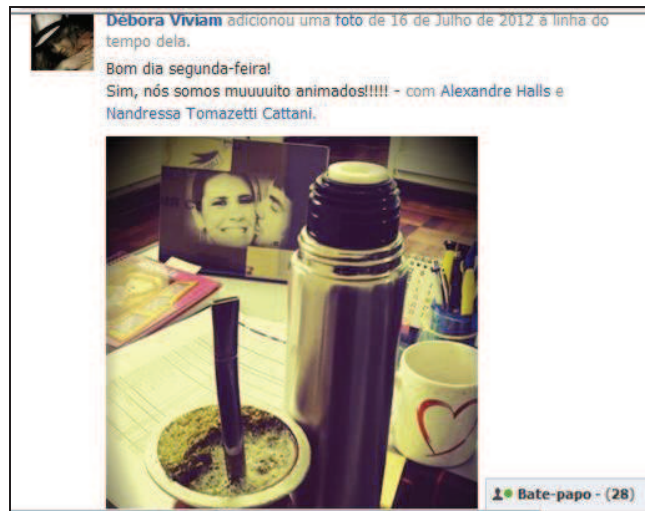 Débora Viviam adicionou uma foto de 16 de Julho de 2012 à linha do
tempo dela.
Bom dia segunda-feira!
Sim, nós somos muuuuito animados!!!!! - com Alexandre Halls e
Nandressa Tomazetti Cattani.
Bate-papo - (28)